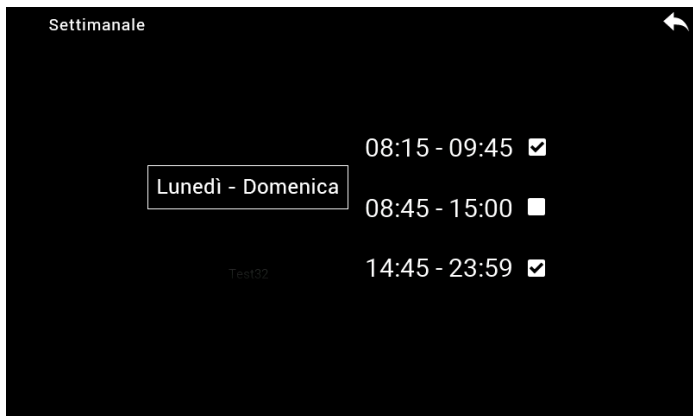 Settimanale
08:15 - 09:45
Lunedì - Domenica
08:45 - 15:00
14:45 - 23:59
Test32